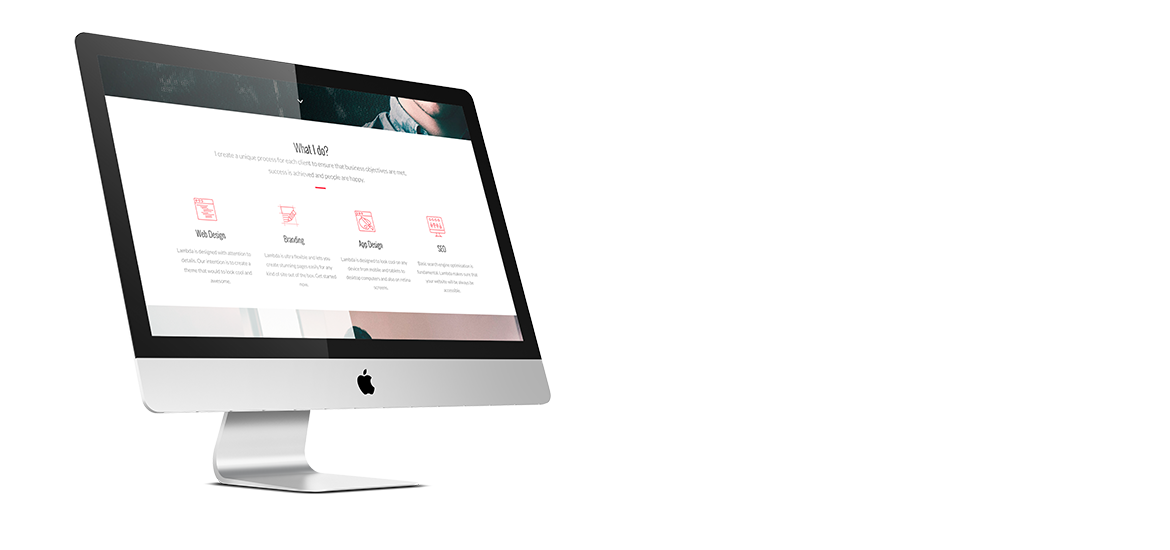 What I do?
I create a unique process for each client to ensure that business objectives are met,
success is achieved and people are happy.
Web Design
Lambda is designed with attention to
details. Our intention is to create a
theme that would to look cool and
awesome.
Branding
Lambda is ultra flexible and lets you
create stunning pages easily for any
kind of site out of the box. Get started
now.
App Design
Lambda is designed to look cool on any
device from mobile and tablets to
desktop computers and also on retina
screens.
SEO
Basic search engine optimisation is
fundamental. Lambda makes sure that
your website will be always be
accessible.